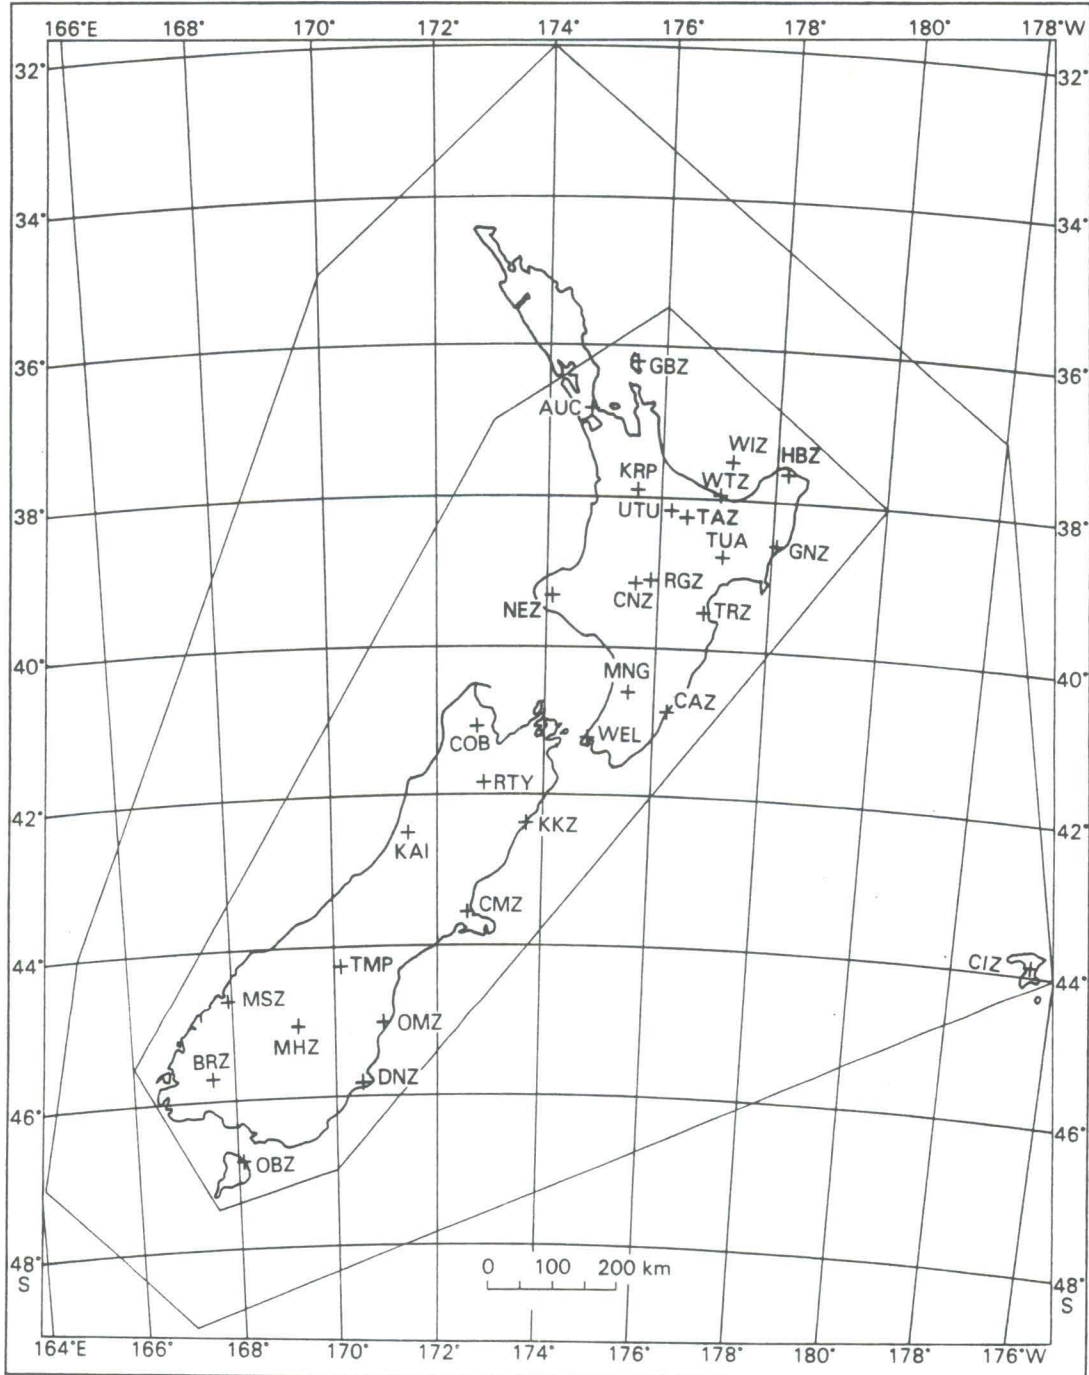 166°E 168° 170° 172° 174° 176° 178° 180° 178°W
32° 32°
34° 34°
36° 36°
GBZ
AUC
WIZ
HBZ
KRP
WTZ
38° 38°
UTU TAZ
TUA
GNZ
RGZ
CNZ
NEZ
TRZ
40° 40°
MNG
CAZ
WEL
COB
RTY
42° 42°
KKZ
KAI
CMZ
44° 44°
CIZ
TMP
MSZ
OMZ
MHZ
BRZ
DNZ
46° 46°
OBZ
48° 48°
S S
0 100 200 km
164°E 166° 168° 170° 172° 174° 176° 178° 180° 178° 176°W